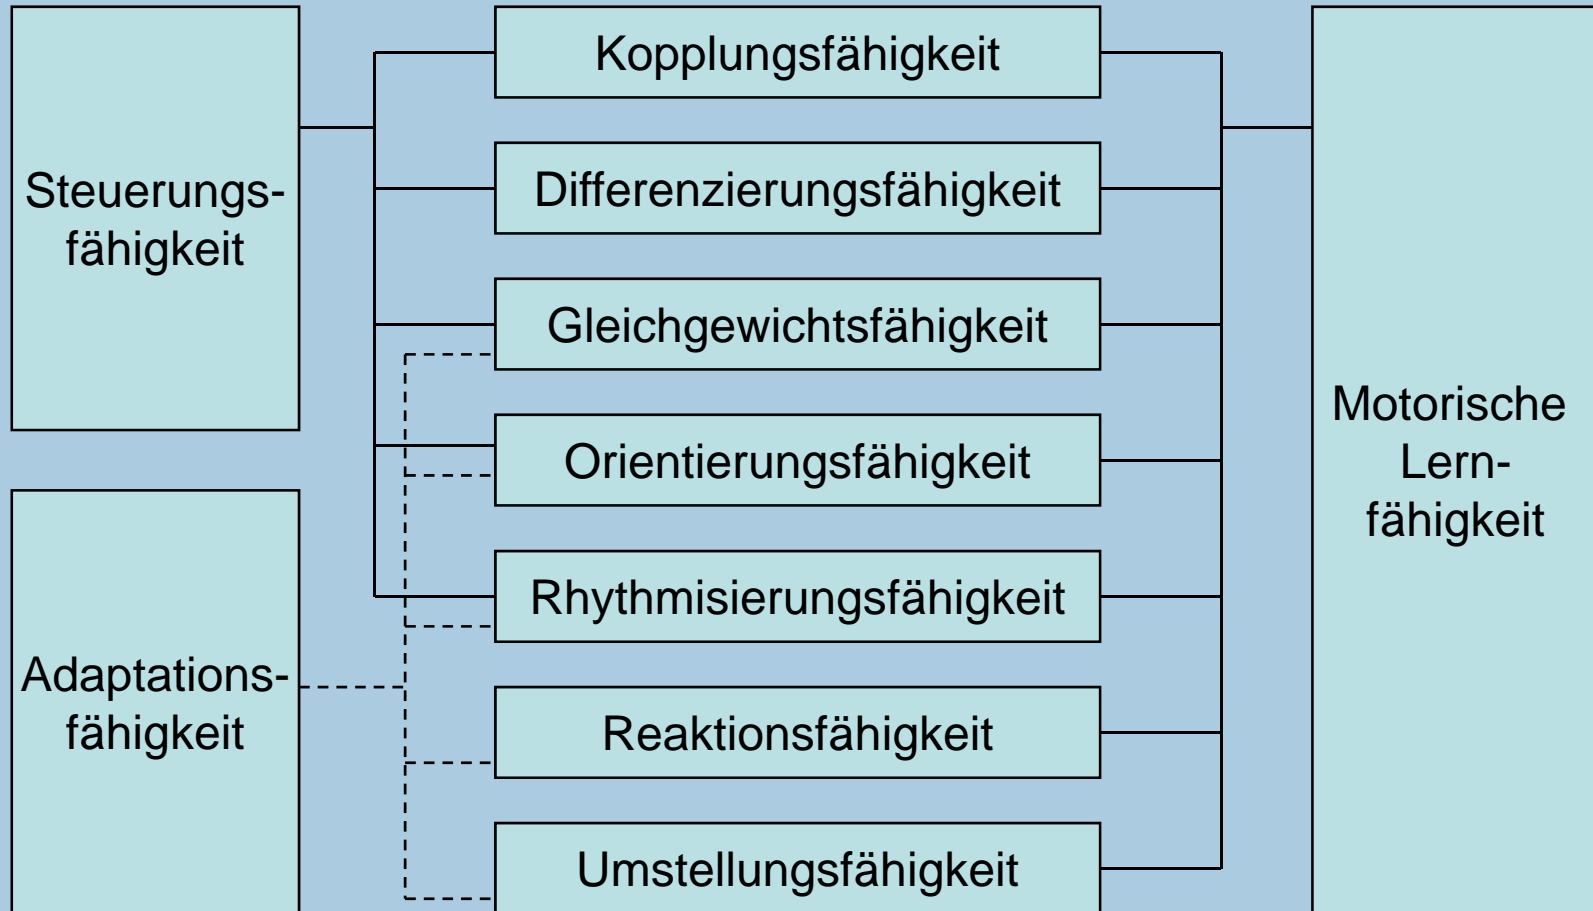 Steuerungs-
fähigkeit
Adaptations-
fähigkeit
Kopplungsfähigkeit
Differenzierungsfähigkeit
Gleichgewichtsfähigkeit
Orientierungsfähigkeit
Rhythmisierungsfähigkeit
Reaktionsfähigkeit
Umstellungsfähigkeit
Motorische
Lern-
fähigkeit